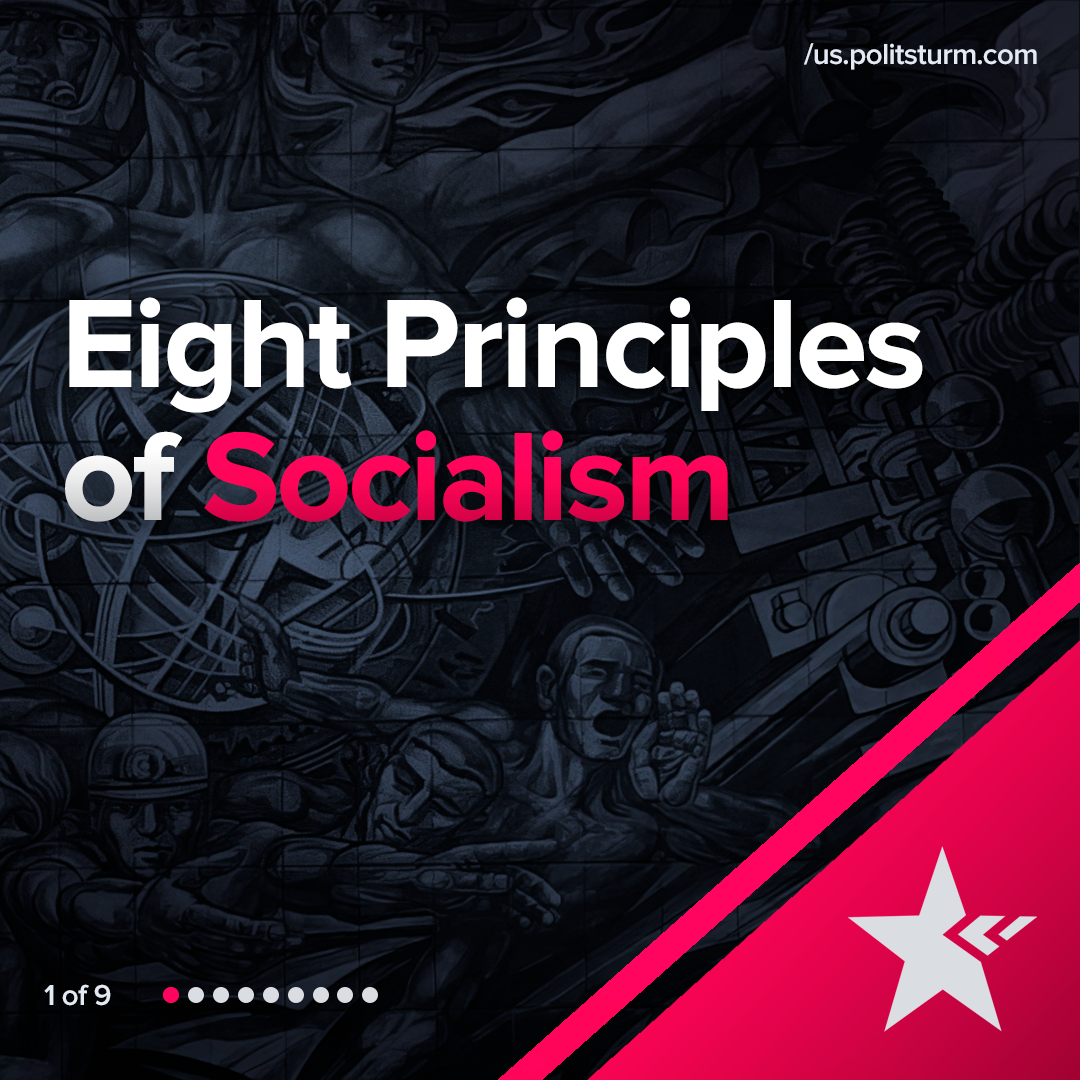 /us.politsturm.com
Eight Principles
of Socialism
1 of 9